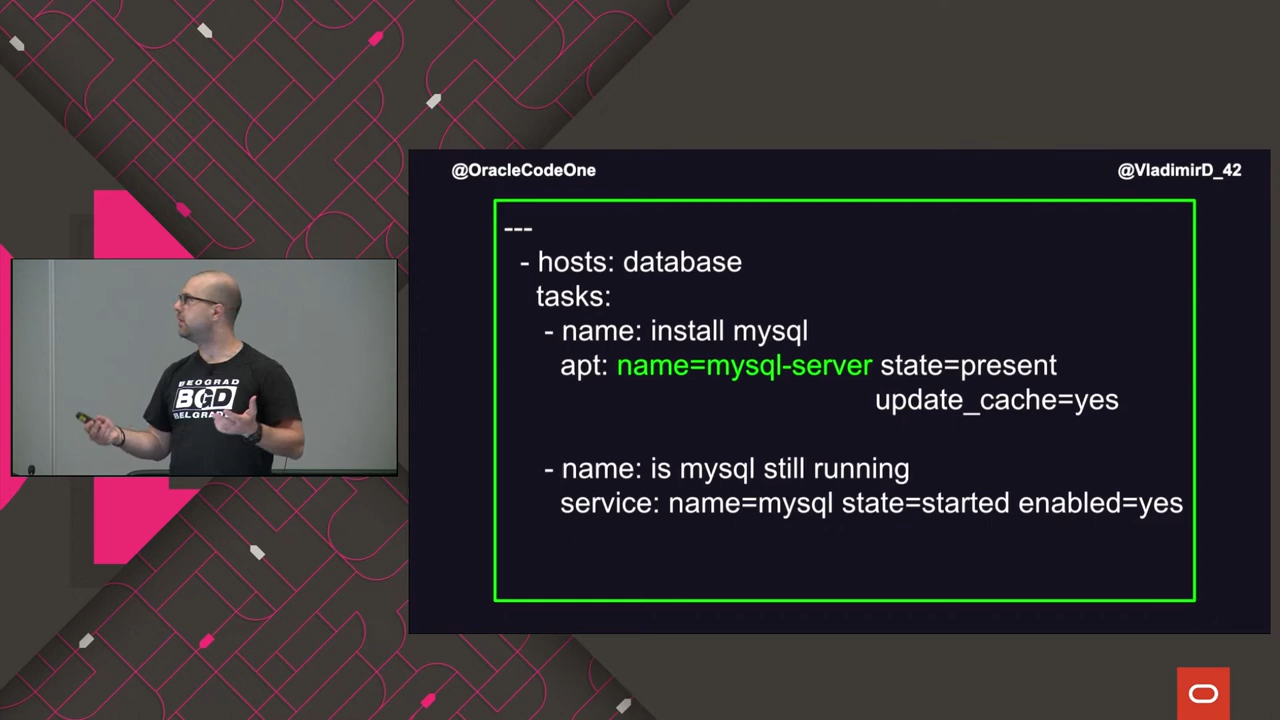 @OracleCodeOne
@VladimirD_42
---
- hosts: database
tasks:
- name: install mysql
apt: name=mysql-server state=present
update_cache=yes
- name: is mysql still running
service: name=mysql state=started enabled=yes
BEOGRAD
BGD
BELGRADE